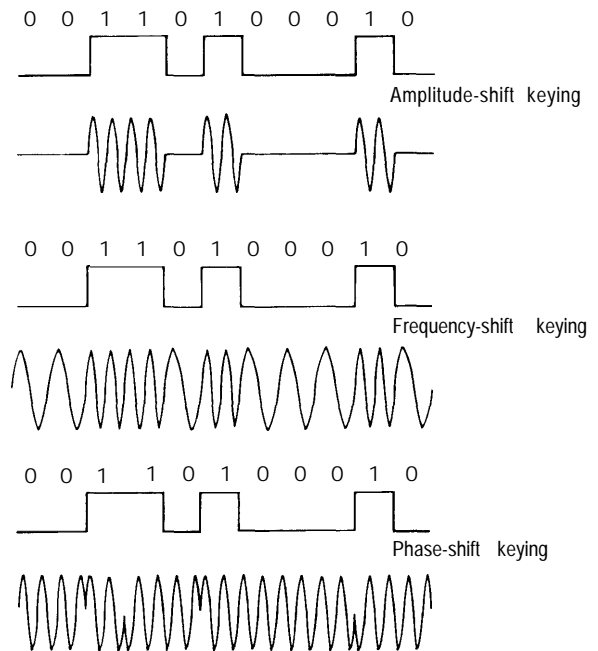 0 0 1 1 0 1 0 0 0 1 0
Amplitude-shift keying
0 0 1 1 0 1 0 0 0 1 0
Frequency-shift keying
0 0 1 1 0 1 0 0 0 1 0
Phase-shift keying